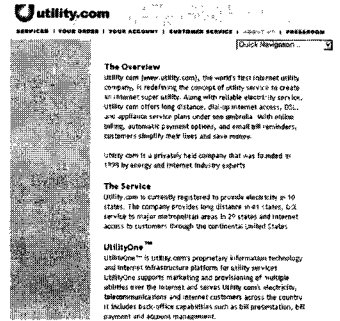 utility.com
SERVICES | YOUR ORDER | YOUR ACCOUNT | CUSTOMER SERVICE | ABOUT US | PRESSROOM
Quick Navigation ..
The Overview
Utility.com (www.utility.com), the world's first Internet utility
company, is redefining the concept of utility service to create
an Internet super utility. Along with reliable electricity service,
Utility.com offers long distance, dial-up Internet access, DSL,
and appliance service plans under one umbrella. With online
billing, automatic payment options, and email bill reminders,
customers simplify their lives and save money.
Utility.com is a privately held company that was founded in
1998 by energy and Internet industry experts
The Service
Utility.com is currently registered to provide electricity in 10
states. The company provides long distance in 41 states, DSL
service to major metropolitan areas in 29 states and Internet
access to customers through the continental United States
UtilityOne™
UtilityOne™ is utility.com's proprietary information technology
and Internet infrastructure platform for utility services
UtilityOne supports marketing and provisioning of multiple
utilities over the Internet and serves Utility.com's electricity,
telecommunications and Internet customers across the country
It includes back-office capabilities such as bill presentation, bill
payment and account management.